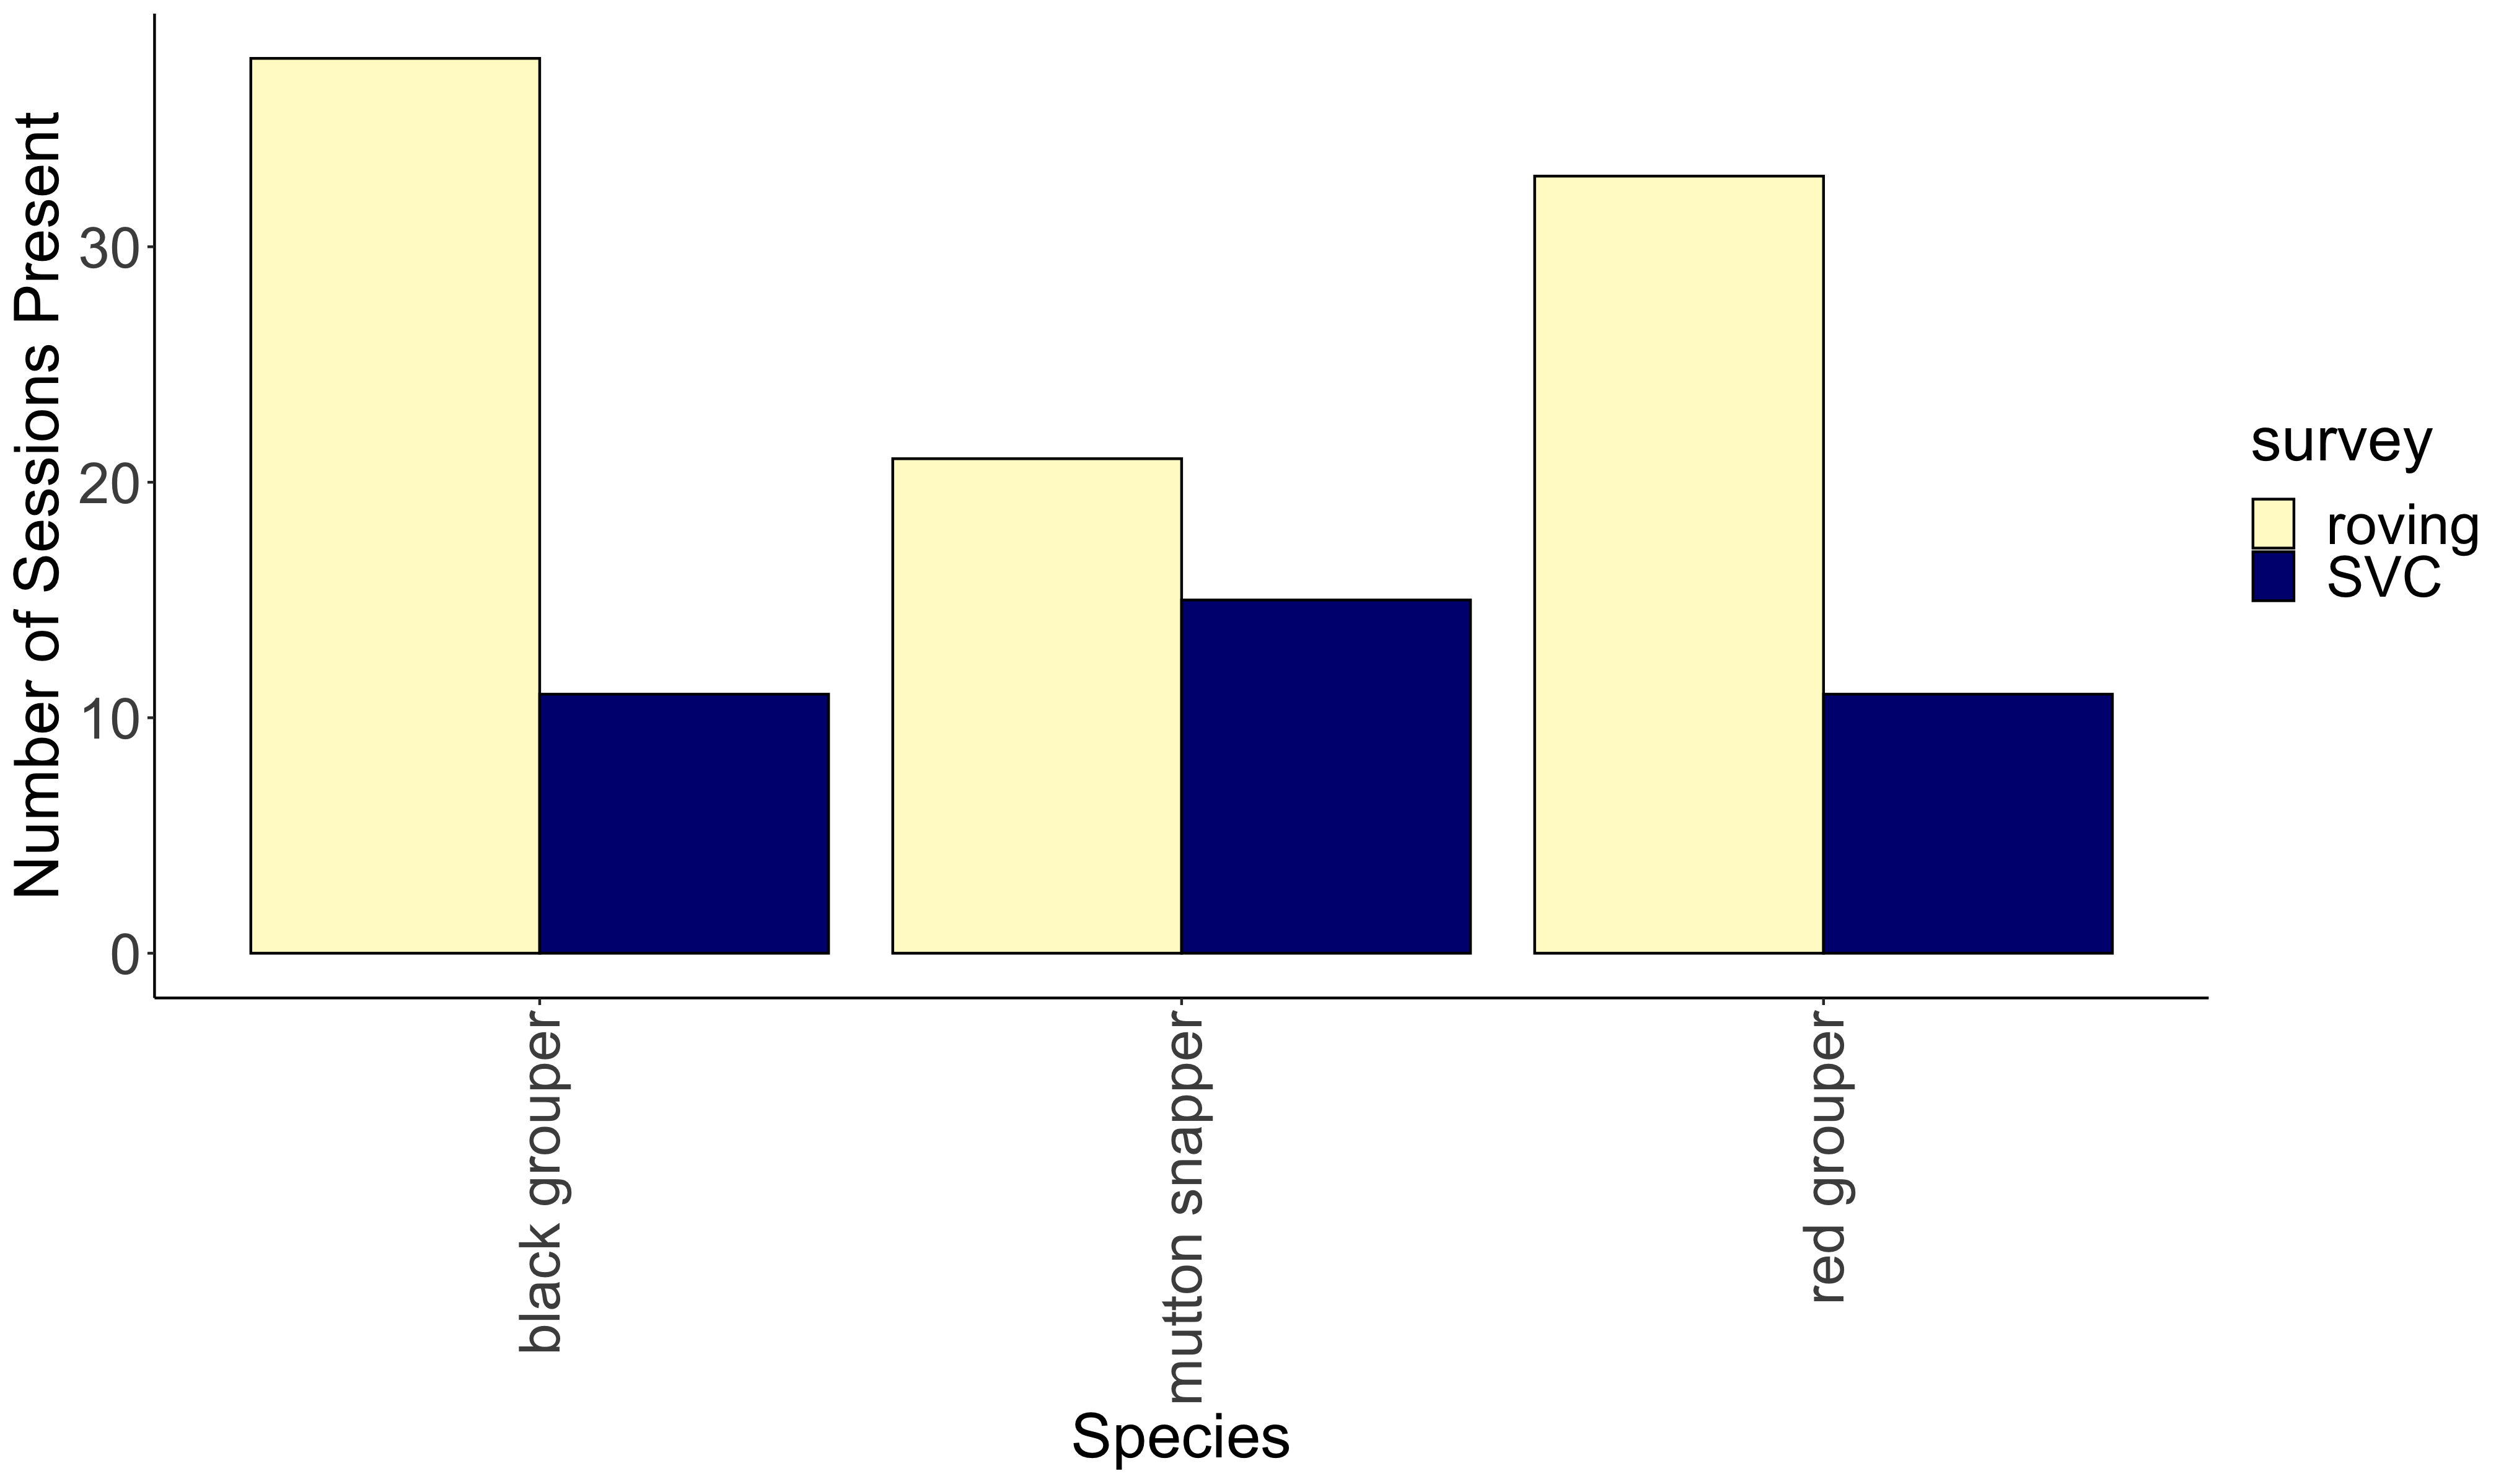 Number of Sessions Present
30
20
10
0
black grouper
mutton snapper
red grouper
Species
survey
roving
SVC